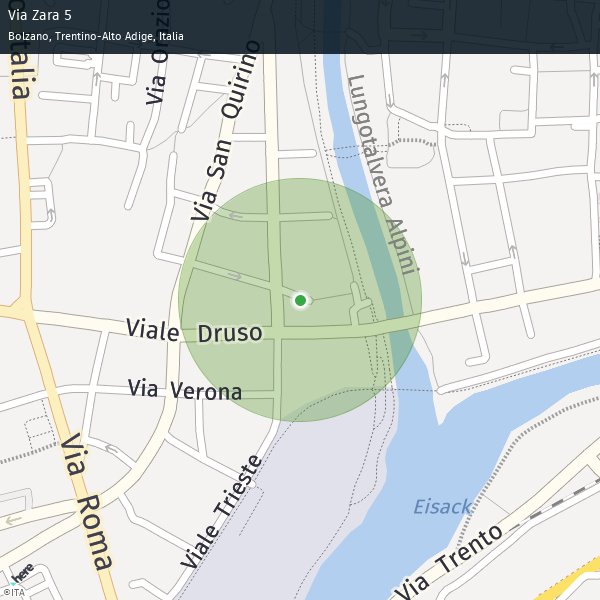 Via Zara 5
Bolzano, Trentino-Alto Adige, Italia
Italia
Via Orazio
Via San Quirino
Lungotalvera Alpini
Viale Druso
Via Verona
Via Roma
Viale Trieste
Eisack
Via Trento
here
©ITA